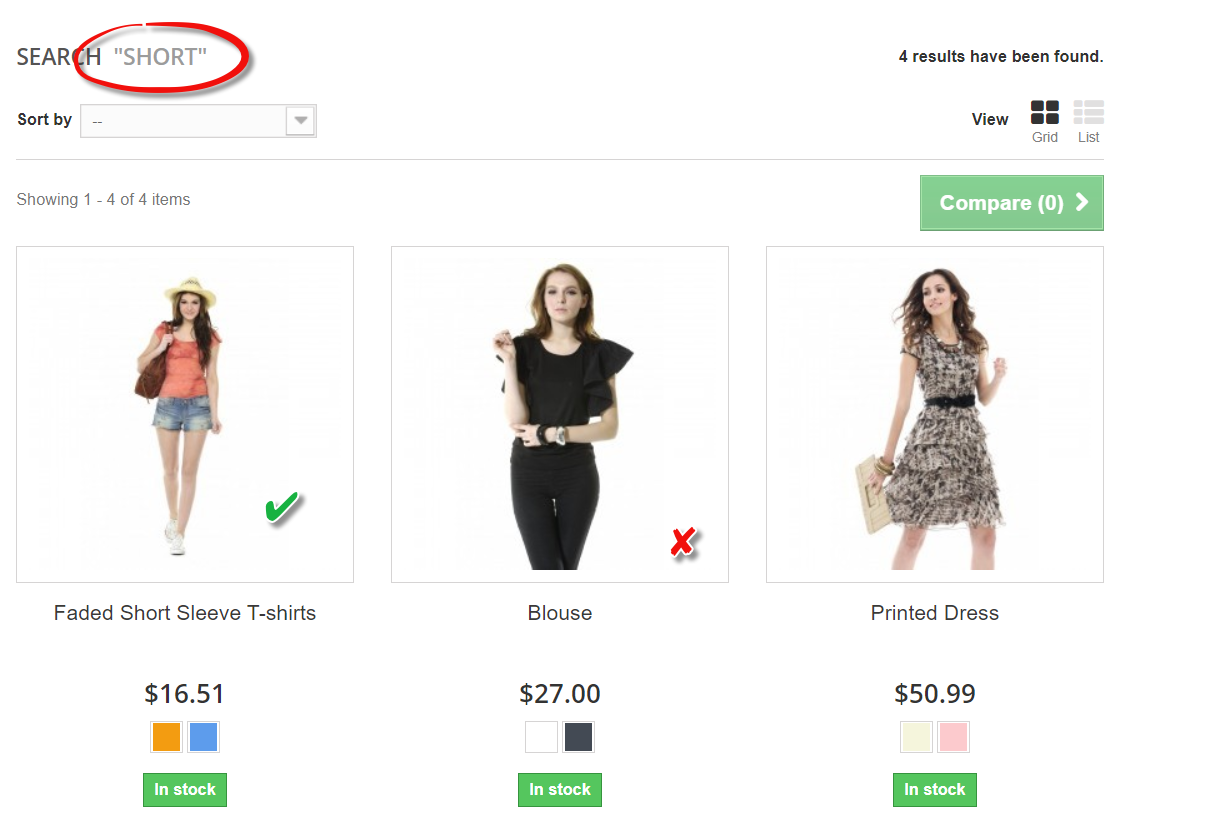 SEARCH "SHORT"
4 results have been found.
Sort by --
View
Grid List
Showing 1 - 4 of 4 items
Compare (0)
Faded Short Sleeve T-shirts
Blouse
Printed Dress
$16.51
$27.00
$50.99
In stock
In stock
In stock